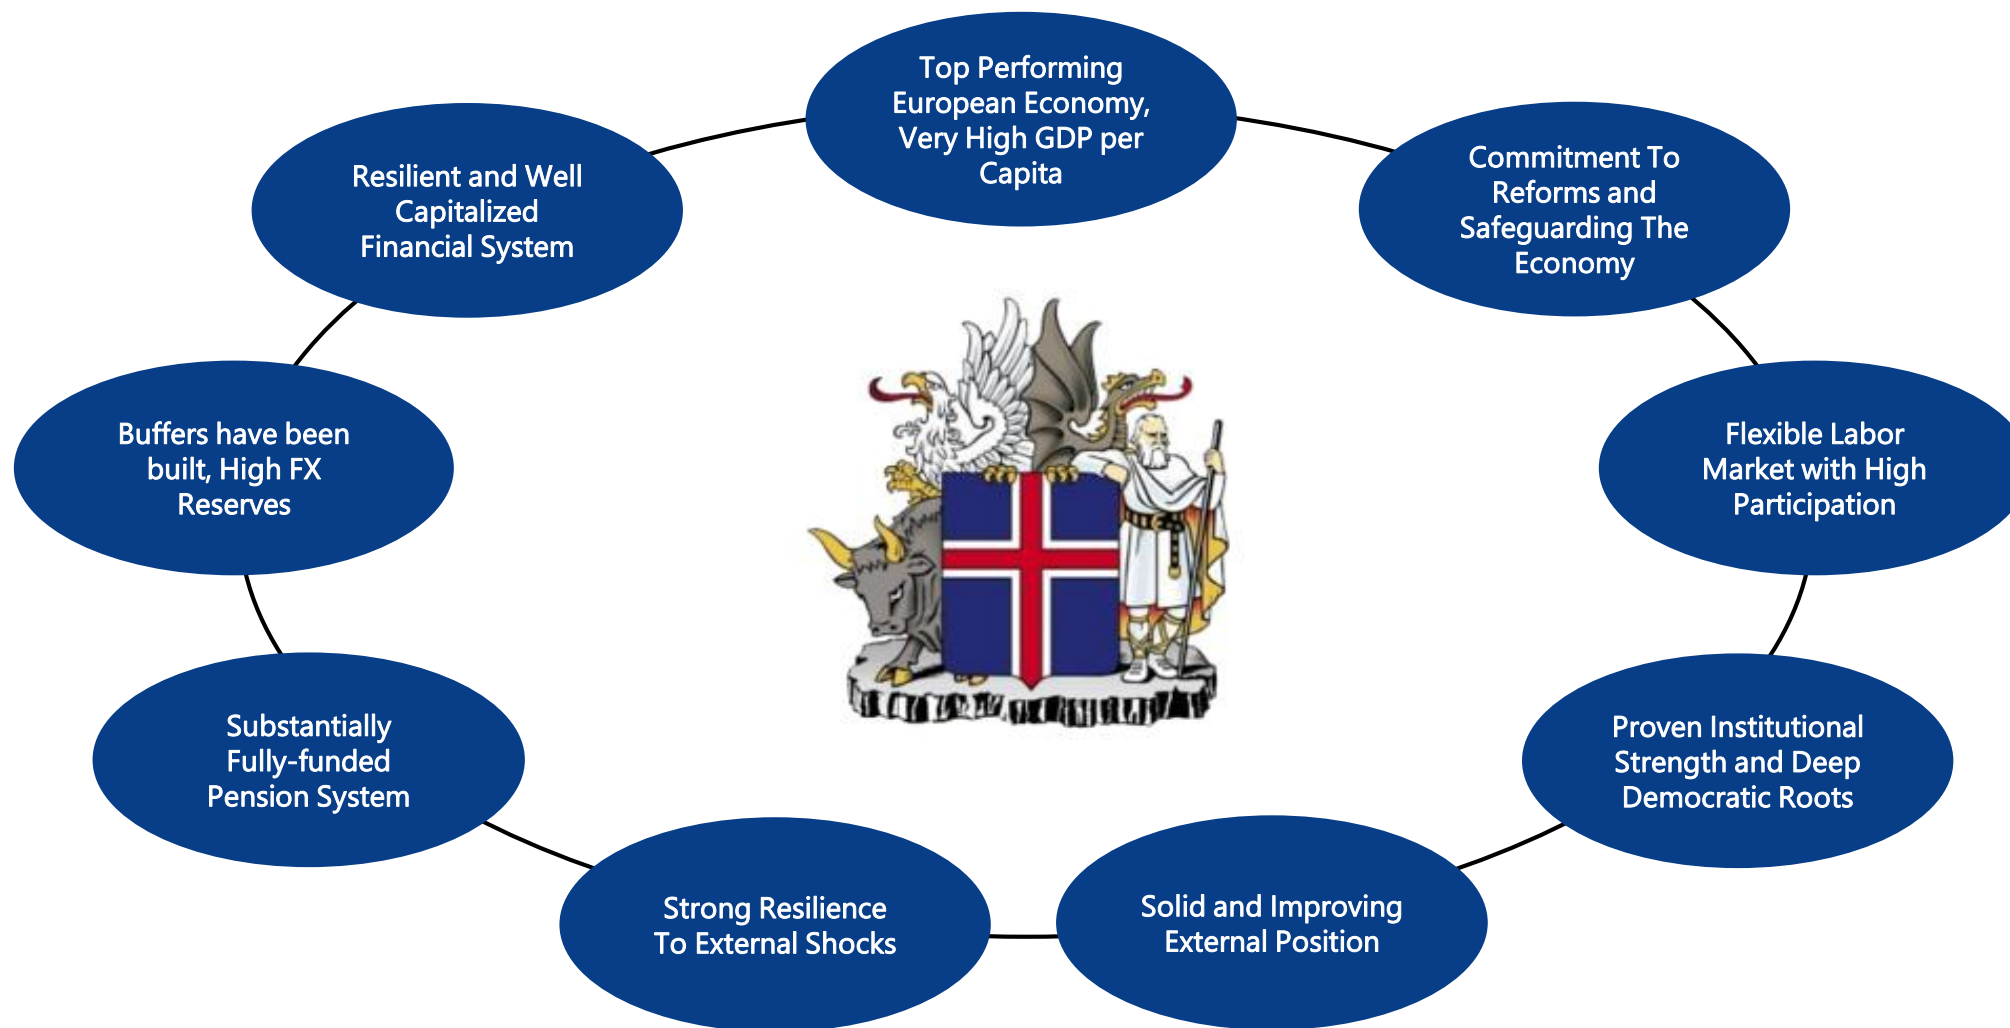 Top Performing
European Economy,
Very High GDP per
Capita
Commitment To
Reforms and
Safeguarding The
Economy
Flexible Labor
Market with High
Participation
Proven Institutional
Strength and Deep
Democratic Roots
Solid and Improving
External Position
Strong Resilience
To External Shocks
Substantially
Fully-funded
Pension System
Buffers have been
built, High FX
Reserves
Resilient and Well
Capitalized
Financial System